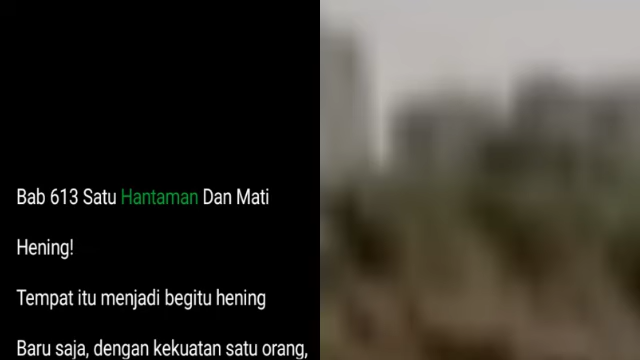 Bab 613 Satu Hantaman Dan Mati
Hening!
Tempat itu menjadi begitu hening
Baru saja, dengan kekuatan satu orang,